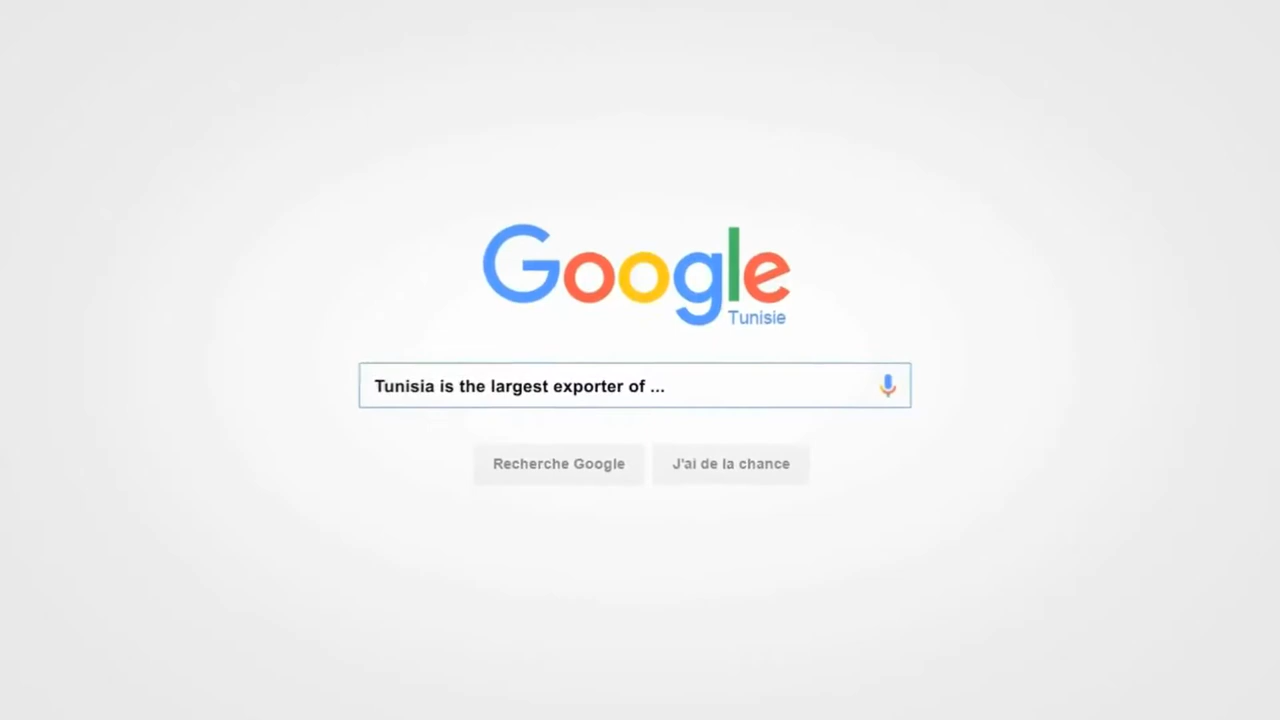 Google
Tunisie
Tunisia is the largest exporter of ...
Recherche Google
J'ai de la chance